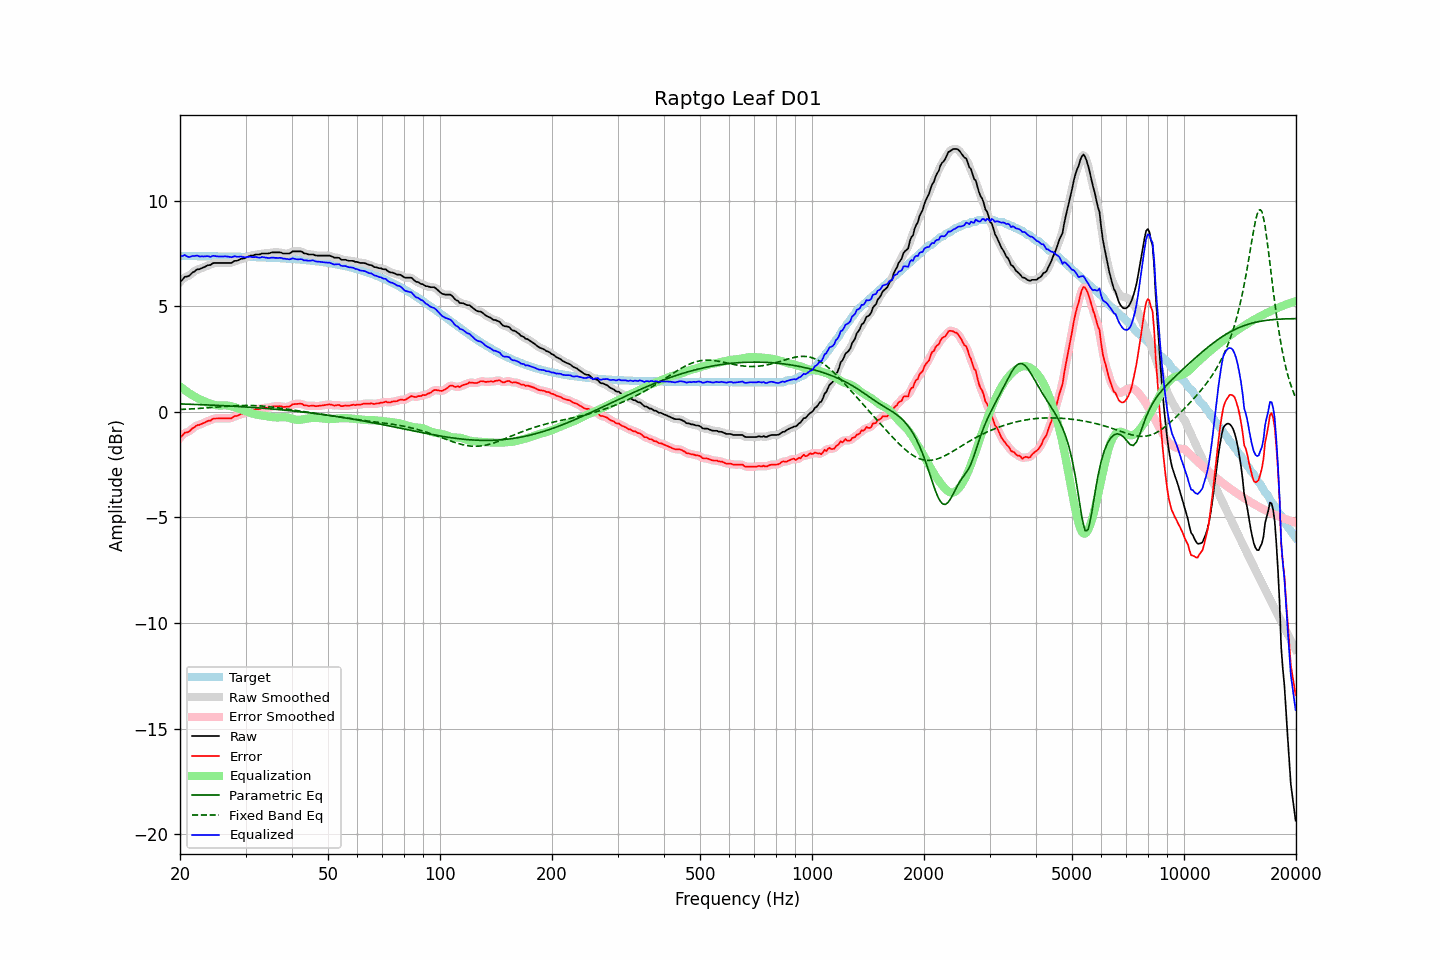 Raptgo Leaf D01
Amplitude (dBr)
10
5
0
−5
−10
−15
−20
Target
Raw Smoothed
Error Smoothed
Raw
Error
Equalization
Parametric Eq
Fixed Band Eq
Equalized
20 50 100 200 500 1000 2000 5000 10000 20000
Frequency (Hz)